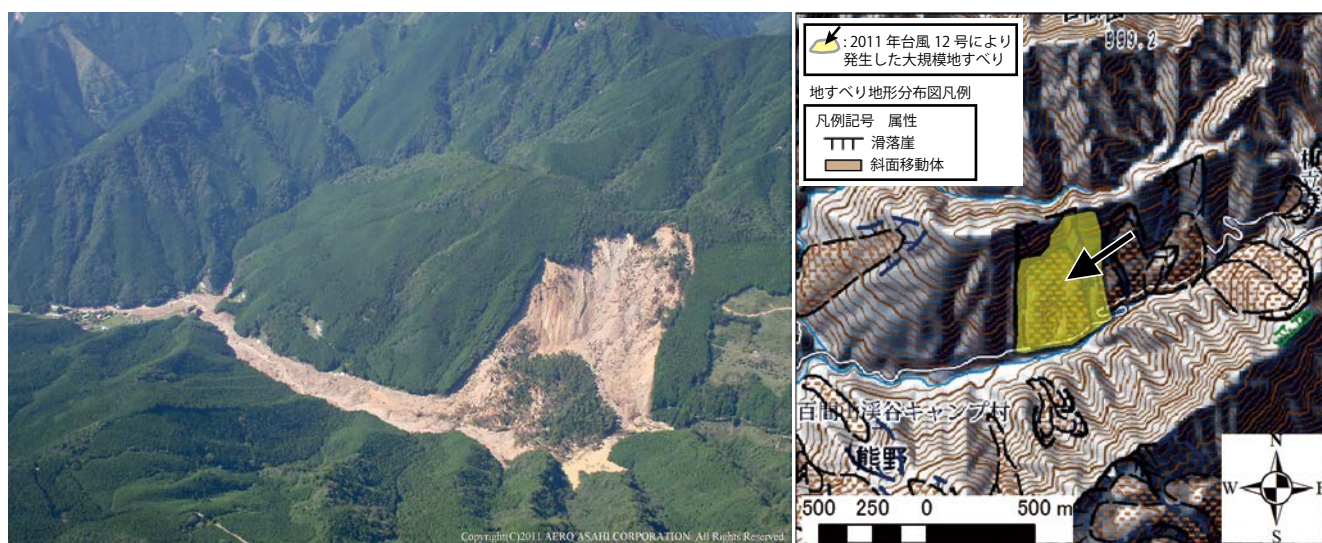 Copyright(C)2011 AERO ASAHI CORPORATION. All Rights Reserved.
：2011 年台風 12 号により
発生した大規模地すべり
地すべり地形分布図凡例
凡例記号 属性
滑落崖
斜面移動体
999.2
百間山渓谷キャンプ村
熊野
500 250 0 500 m
N
W E
S